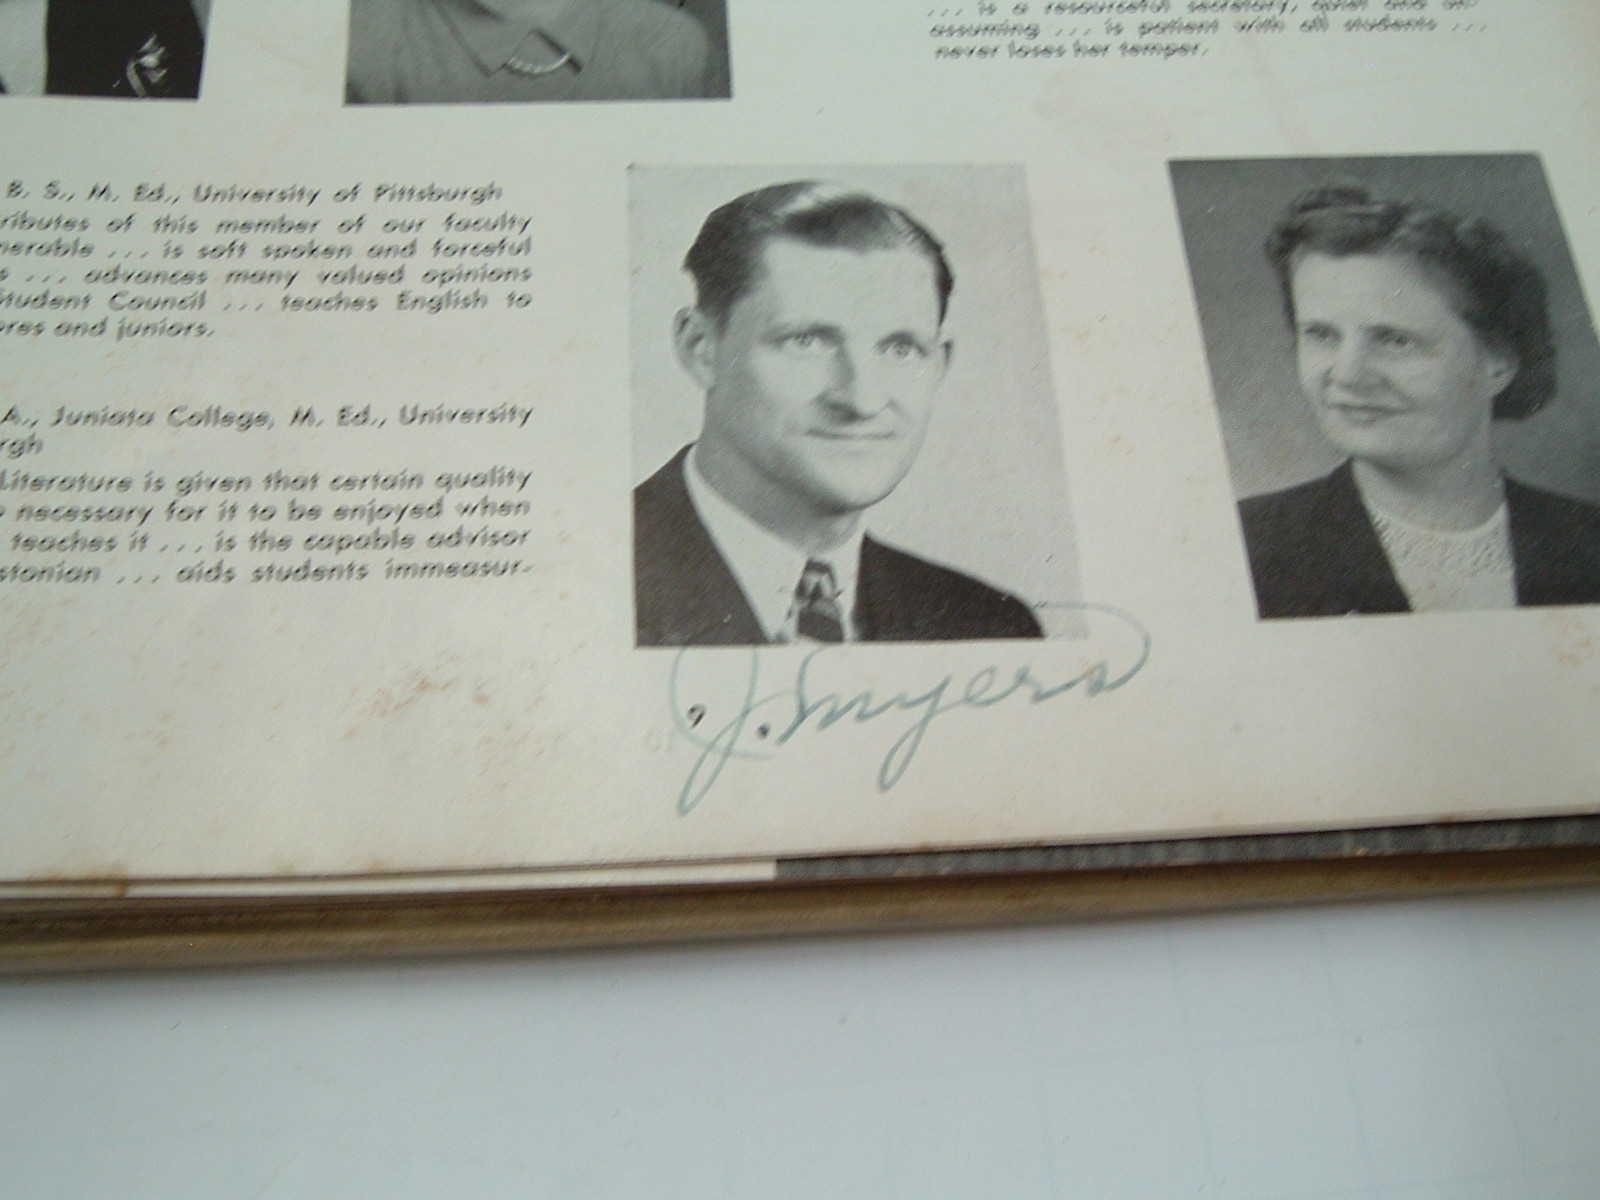 ... is a resourceful secretary, quiet and un-
assuming ... is patient with all students ...
never loses her temper.
B. S., M. Ed., University of Pittsburgh
ributes of this member of our faculty
nerable ... is soft spoken and forceful
s ... advances many valued opinions
Student Council ... teaches English to
ores and juniors.
A., Juniata College, M. Ed., University
rgh
Literature is given that certain quality
o necessary for it to be enjoyed when
teaches it ... is the capable advisor
stonian ... aids students immeasur-
J. Smyers